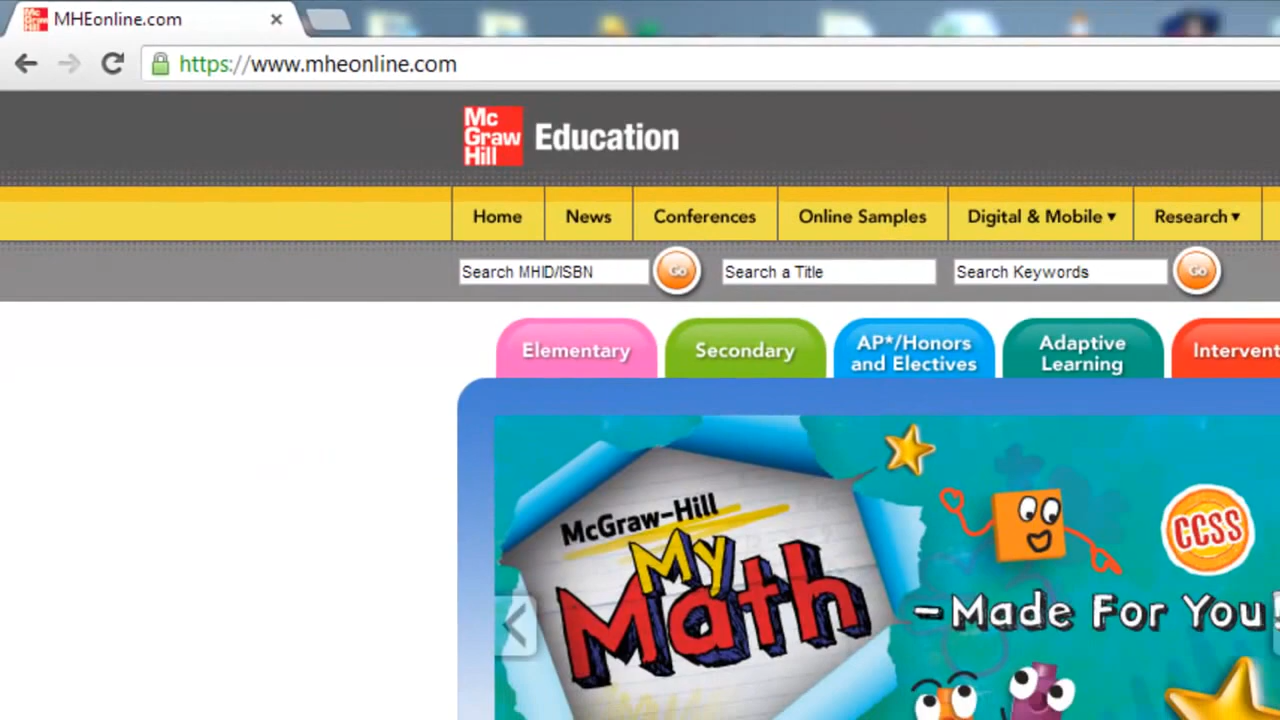 MHEonline.com
https://www.mheonline.com
Mc
Graw
Hill
Education
Home News Conferences Online Samples Digital & Mobile Research
Search MHID/ISBN Go Search a Title Search Keywords Go
Elementary Secondary AP*/Honors and Electives Adaptive Learning
McGraw-Hill
My
Math
CCSS
-Made For You!